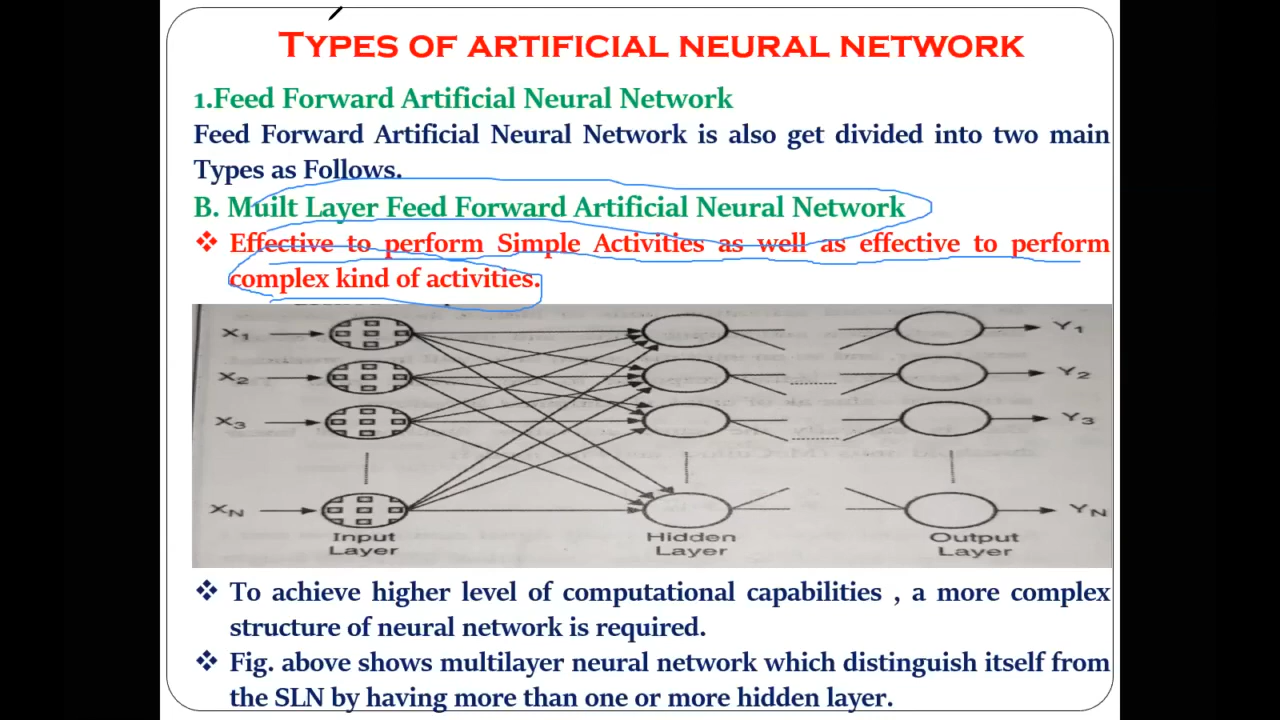 TYPES OF ARTIFICIAL NEURAL NETWORK
1.Feed Forward Artificial Neural Network
Feed Forward Artificial Neural Network is also get divided into two main
Types as Follows.
B. Muilt Layer Feed Forward Artificial Neural Network
❖ Effective to perform Simple Activities as well as effective to perform
complex kind of activities.
X1 Y1
X2 Y2
X3 Y3
XN YN
Input Hidden Output
Layer Layer Layer
❖ To achieve higher level of computational capabilities , a more complex
structure of neural network is required.
❖ Fig. above shows multilayer neural network which distinguish itself from
the SLN by having more than one or more hidden layer.